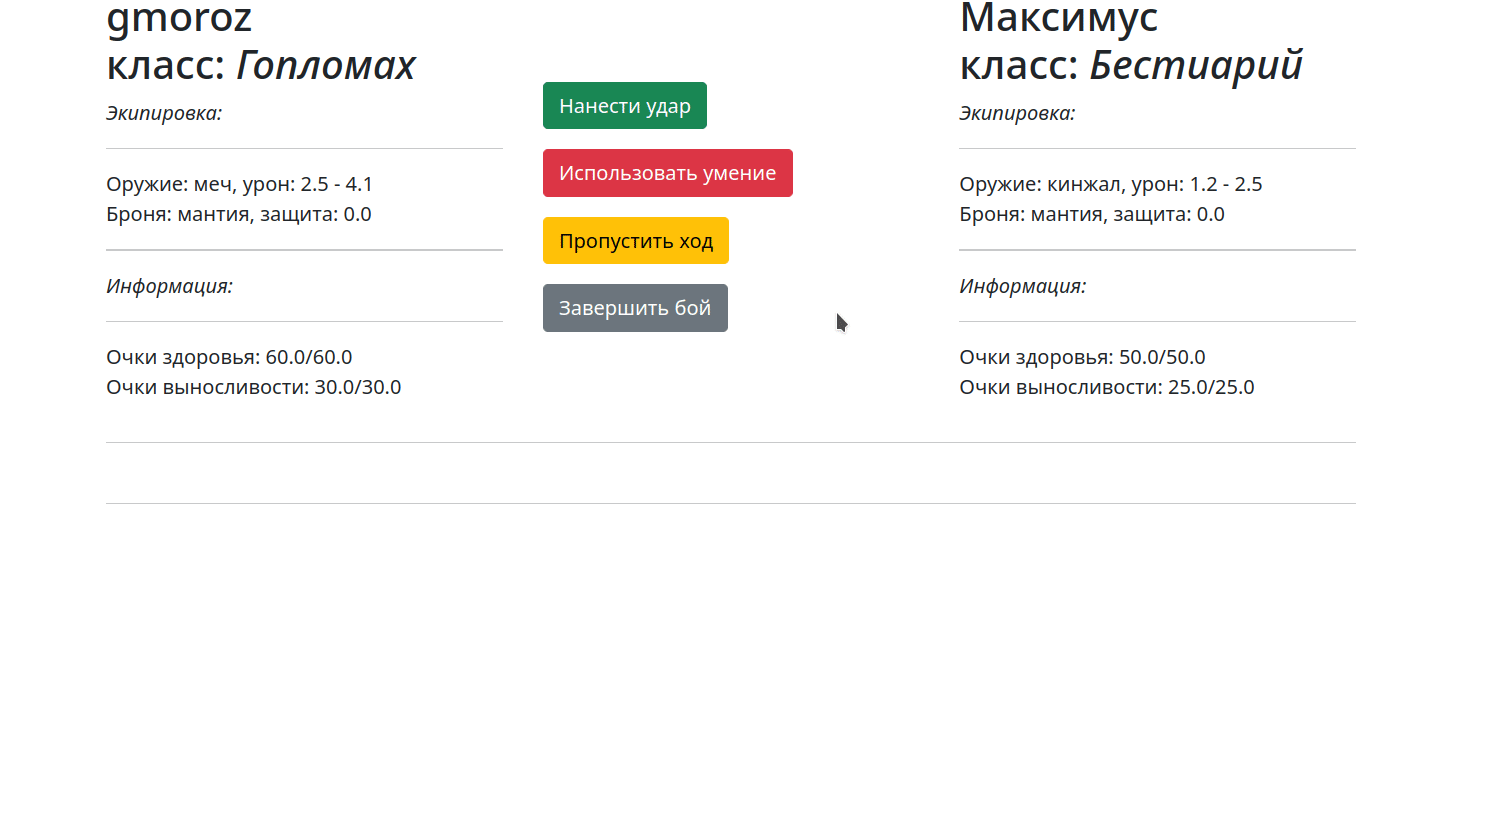 gmoroz
класс: Гопломах
Экипировка:
Оружие: меч, урон: 2.5 - 4.1
Броня: мантия, защита: 0.0
Информация:
Очки здоровья: 60.0/60.0
Очки выносливости: 30.0/30.0
Нанести удар
Использовать умение
Пропустить ход
Завершить бой
Максимус
класс: Бестиарий
Экипировка:
Оружие: кинжал, урон: 1.2 - 2.5
Броня: мантия, защита: 0.0
Информация:
Очки здоровья: 50.0/50.0
Очки выносливости: 25.0/25.0